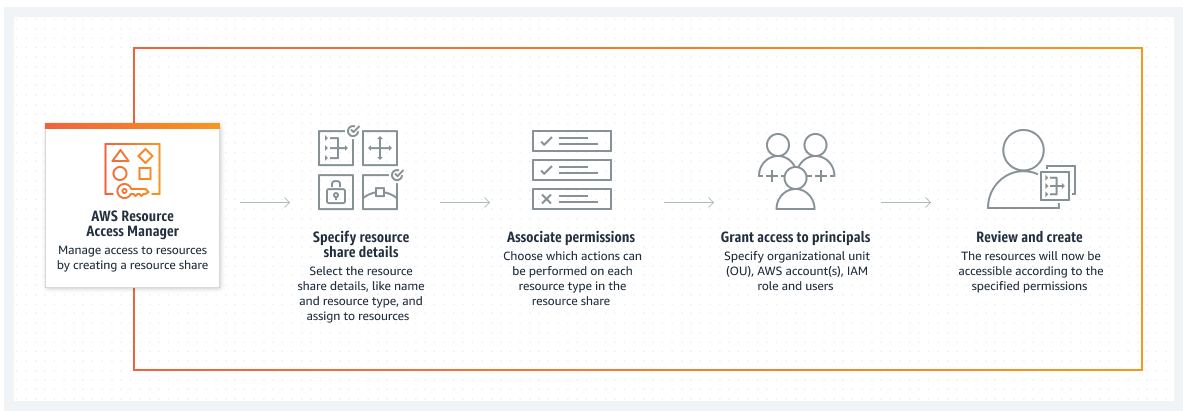 AWS Resource
Access Manager
Manage access to resources
by creating a resource share
Specify resource
share details
Select the resource
share details, like name
and resource type, and
assign to resources
Associate permissions
Choose which actions can
be performed on each
resource type in the
resource share
Grant access to principals
Specify organizational unit
(OU), AWS account(s), IAM
role and users
Review and create
The resources will now be
accessible according to the
specified permissions